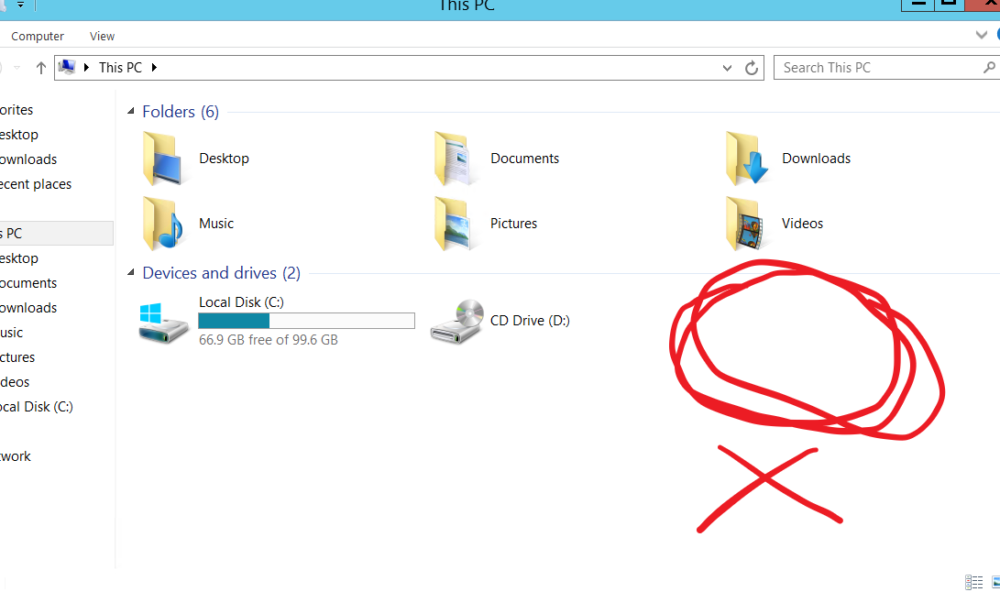 This PC
Computer View
This PC Search This PC
orites
esktop
ownloads
ecent places
s PC
esktop
ocuments
ownloads
usic
ctures
deos
ocal Disk (C:)
twork
Folders (6)
Desktop Documents Downloads
Music Pictures Videos
Devices and drives (2)
Local Disk (C:)
66.9 GB free of 99.6 GB
CD Drive (D:)